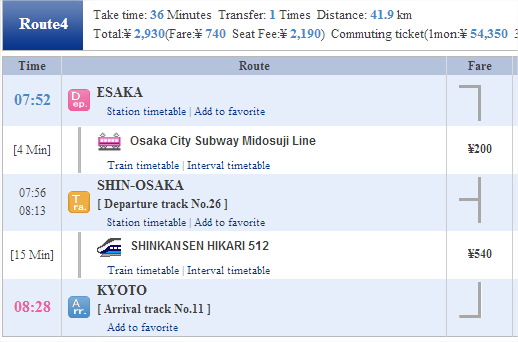 Route4
Take time: 36 Minutes Transfer: 1 Times Distance: 41.9 km
Total:¥ 2,930(Fare:¥ 740 Seat Fee:¥ 2,190) Commuting ticket(1mon:¥ 54,350
Time Route Fare
07:52 Dep. ESAKA
Station timetable | Add to favorite
[4 Min] Osaka City Subway Midosuji Line ¥200
Train timetable | Interval timetable
07:56 SHIN-OSAKA
08:13 Tra. [ Departure track No.26 ]
Station timetable | Add to favorite
[15 Min] SHINKANSEN HIKARI 512 ¥540
Train timetable | Interval timetable
KYOTO
08:28 Arr. [ Arrival track No.11 ]
Add to favorite